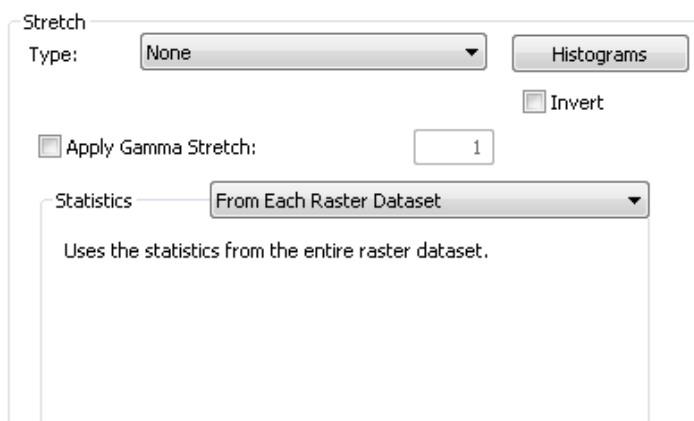 Stretch
Type: None Histograms
Invert
Apply Gamma Stretch: 1
Statistics From Each Raster Dataset
Uses the statistics from the entire raster dataset.